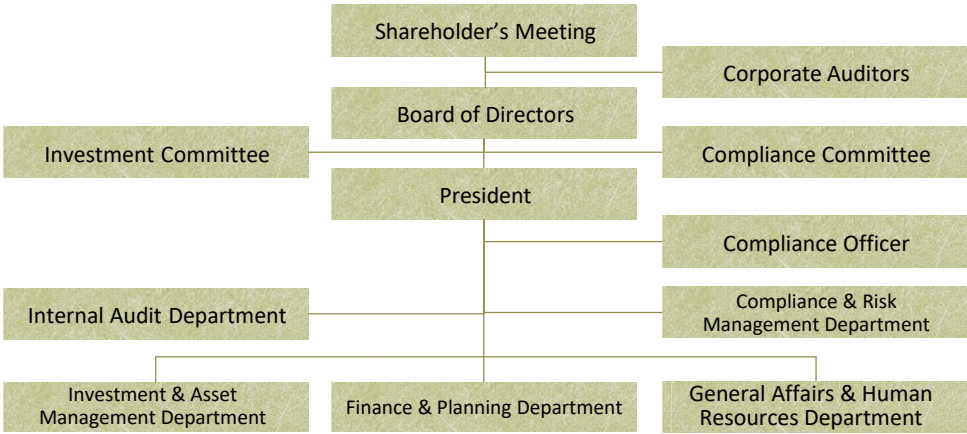 Shareholder's Meeting
Corporate Auditors
Board of Directors
Investment Committee
Compliance Committee
President
Compliance Officer
Internal Audit Department
Compliance & Risk
Management Department
Investment & Asset
Management Department
Finance & Planning Department
General Affairs & Human
Resources Department